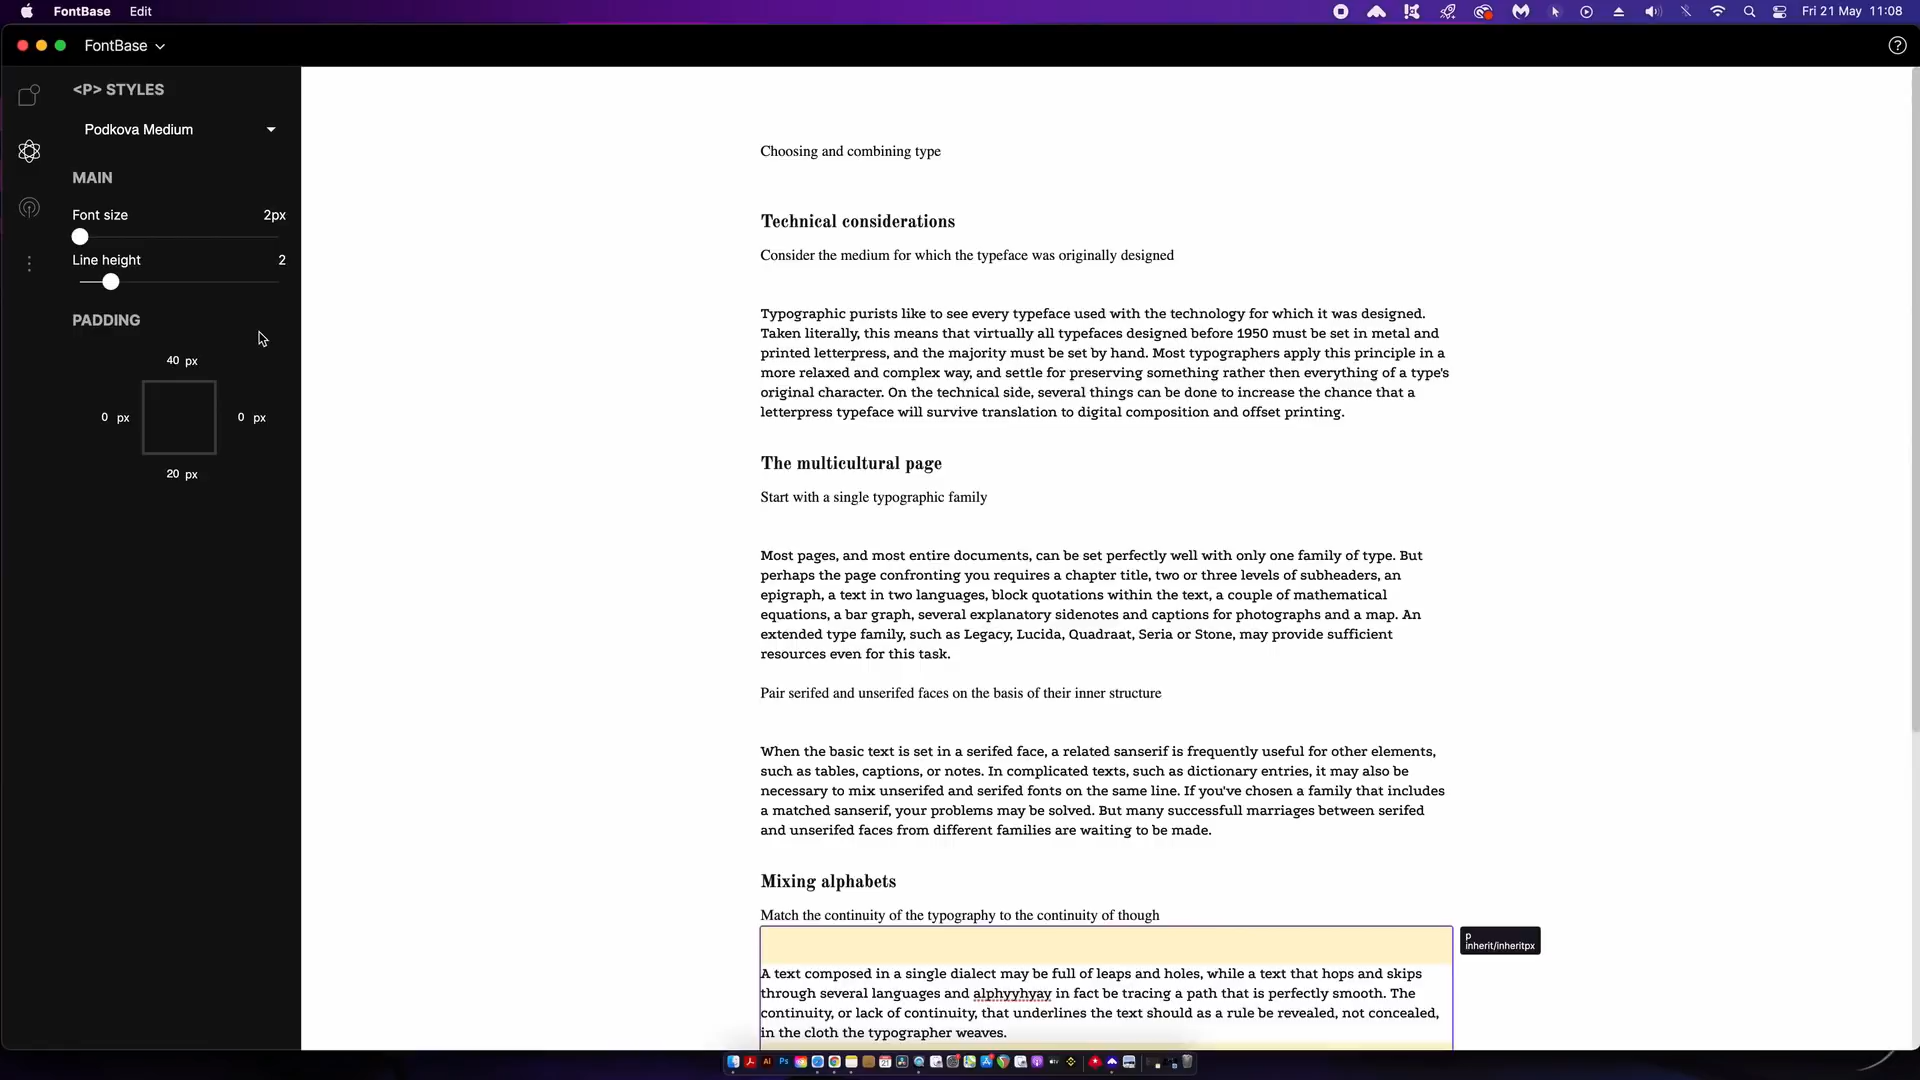 FontBase Edit
Fri 21 May 11:08
FontBase
<P> STYLES
Podkova Medium
MAIN
Font size 2px
Line height 2
PADDING
40 px
0 px 0 px
20 px
Choosing and combining type
Technical considerations
Consider the medium for which the typeface was originally designed
Typographic purists like to see every typeface used with the technology for which it was designed.
Taken literally, this means that virtually all typefaces designed before 1950 must be set in metal and
printed letterpress, and the majority must be set by hand. Most typographers apply this principle in a
more relaxed and complex way, and settle for preserving something rather then everything of a type's
original character. On the technical side, several things can be done to increase the chance that a
letterpress typeface will survive translation to digital composition and offset printing.
The multicultural page
Start with a single typographic family
Most pages, and most entire documents, can be set perfectly well with only one family of type. But
perhaps the page confronting you requires a chapter title, two or three levels of subheaders, an
epigraph, a text in two languages, block quotations within the text, a couple of mathematical
equations, a bar graph, several explanatory sidenotes and captions for photographs and a map. An
extended type family, such as Legacy, Lucida, Quadraat, Seria or Stone, may provide sufficient
resources even for this task.
Pair serifed and unserifed faces on the basis of their inner structure
When the basic text is set in a serifed face, a related sanserif is frequently useful for other elements,
such as tables, captions, or notes. In complicated texts, such as dictionary entries, it may also be
necessary to mix unserifed and serifed fonts on the same line. If you've chosen a family that includes
a matched sanserif, your problems may be solved. But many successfull marriages between serifed
and unserifed faces from different families are waiting to be made.
Mixing alphabets
Match the continuity of the typography to the continuity of though
p
inherit/inheritpx
A text composed in a single dialect may be full of leaps and holes, while a text that hops and skips
through several languages and alphyyhyay in fact be tracing a path that is perfectly smooth. The
continuity, or lack of continuity, that underlines the text should as a rule be revealed, not concealed,
in the cloth the typographer weaves.